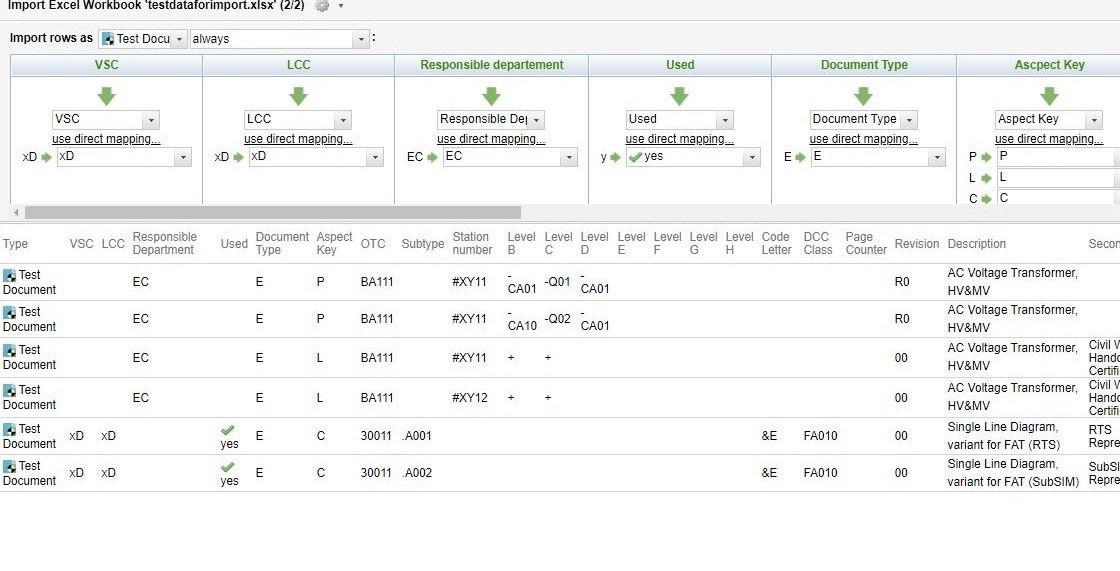 Import Excel Workbook 'testdataforimport.xlsx' (2/2)
Import rows as Test Docu always :
VSC LCC Responsible departement Used Document Type Ascpect Key
VSC LCC Responsible Used Document Type Aspect Key
use direct mapping... use direct mapping... use direct mapping... use direct mapping... use direct mapping... use direct mapping...
xD xD xD xD EC EC y yes E E P P
L L
C C
Type VSC LCC Responsible Department Used Document Type Aspect Key OTC Subtype Station number Level B Level C Level D Level E Level F Level G Level H Code Letter DCC Class Page Counter Revision Description Secon
Test Document EC E P BA111 #XY11 -CA01 -Q01 -CA01 R0 AC Voltage Transformer, HV&MV
Test Document EC E P BA111 #XY11 -CA10 -Q02 -CA01 R0 AC Voltage Transformer, HV&MV
Test Document EC E L BA111 #XY11 + + 00 AC Voltage Transformer, HV&MV Civil W Hando Certifi
Test Document EC E L BA111 #XY12 + + 00 AC Voltage Transformer, HV&MV Civil W Hando Certifi
Test Document xD xD yes E C 30011 .A001 &E FA010 00 Single Line Diagram, variant for FAT (RTS) RTS Repre
Test Document xD xD yes E C 30011 .A002 &E FA010 00 Single Line Diagram, variant for FAT (SubSIM) SubSI Repre